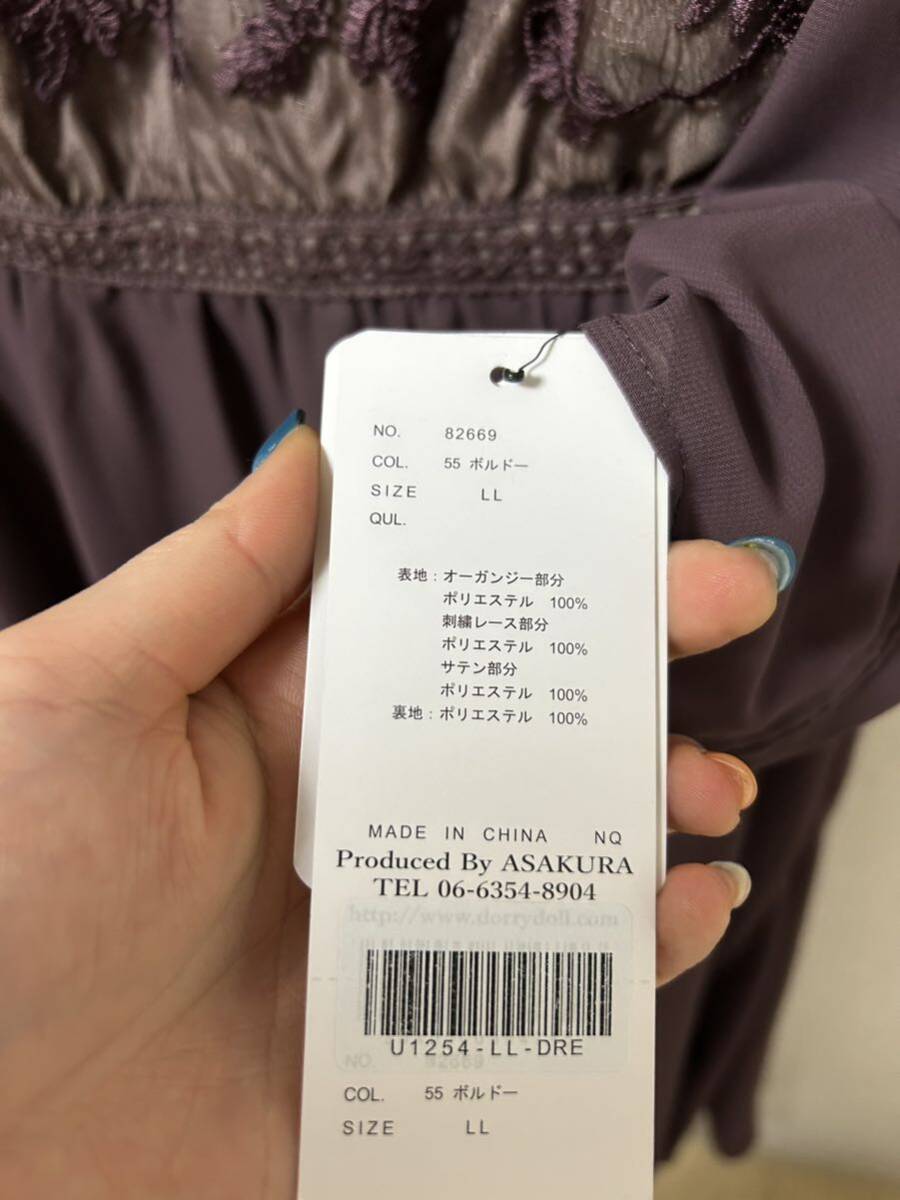 NO. 82669
COL. 55 ボルドー
SIZE LL
QUL.
表地：オーガンジー部分
ポリエステル 100%
刺繍レース部分
ポリエステル 100%
サテン部分
ポリエステル 100%
裏地：ポリエステル 100%
MADE IN CHINA NQ
Produced By ASAKURA
TEL 06-6354-8904
http://www.dorrydoll.com
U1254-LL-DRE
NO. 82669
COL. 55 ボルドー
SIZE LL